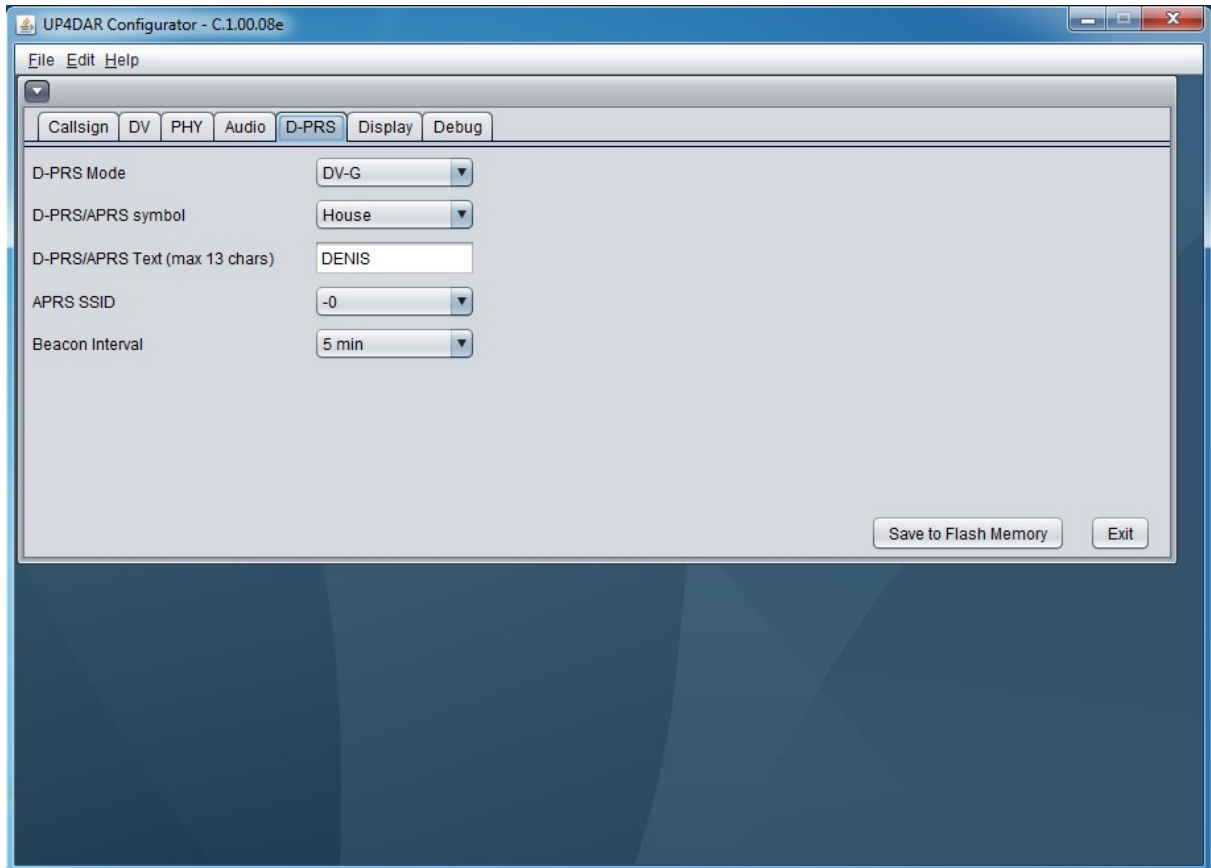 UP4DAR Configurator - C.1.00.08e
File Edit Help
Callsign DV PHY Audio D-PRS Display Debug
D-PRS Mode DV-G
D-PRS/APRS symbol House
D-PRS/APRS Text (max 13 chars) DENIS
APRS SSID -0
Beacon Interval 5 min
Save to Flash Memory Exit